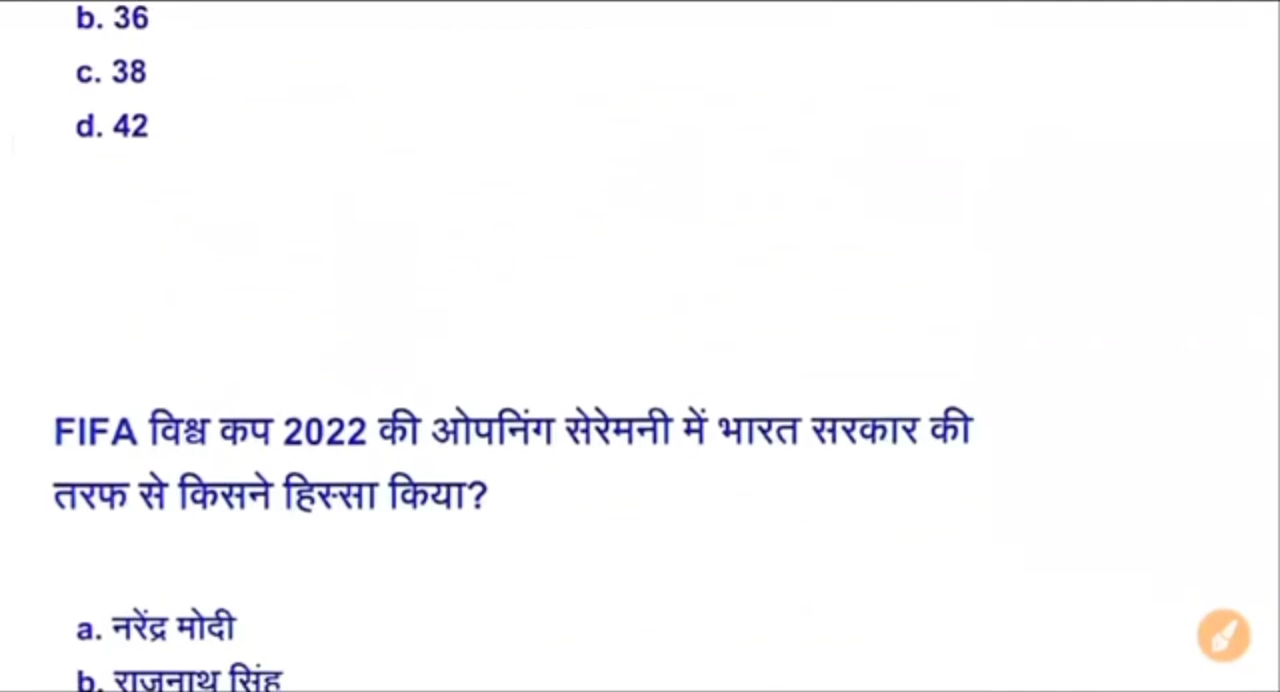 b. 36
c. 38
d. 42
FIFA विश्व कप 2022 की ओपनिंग सेरेमनी में भारत सरकार की
तरफ से किसने हिस्सा किया?
a. नरेंद्र मोदी
b. राजनाथ सिंह